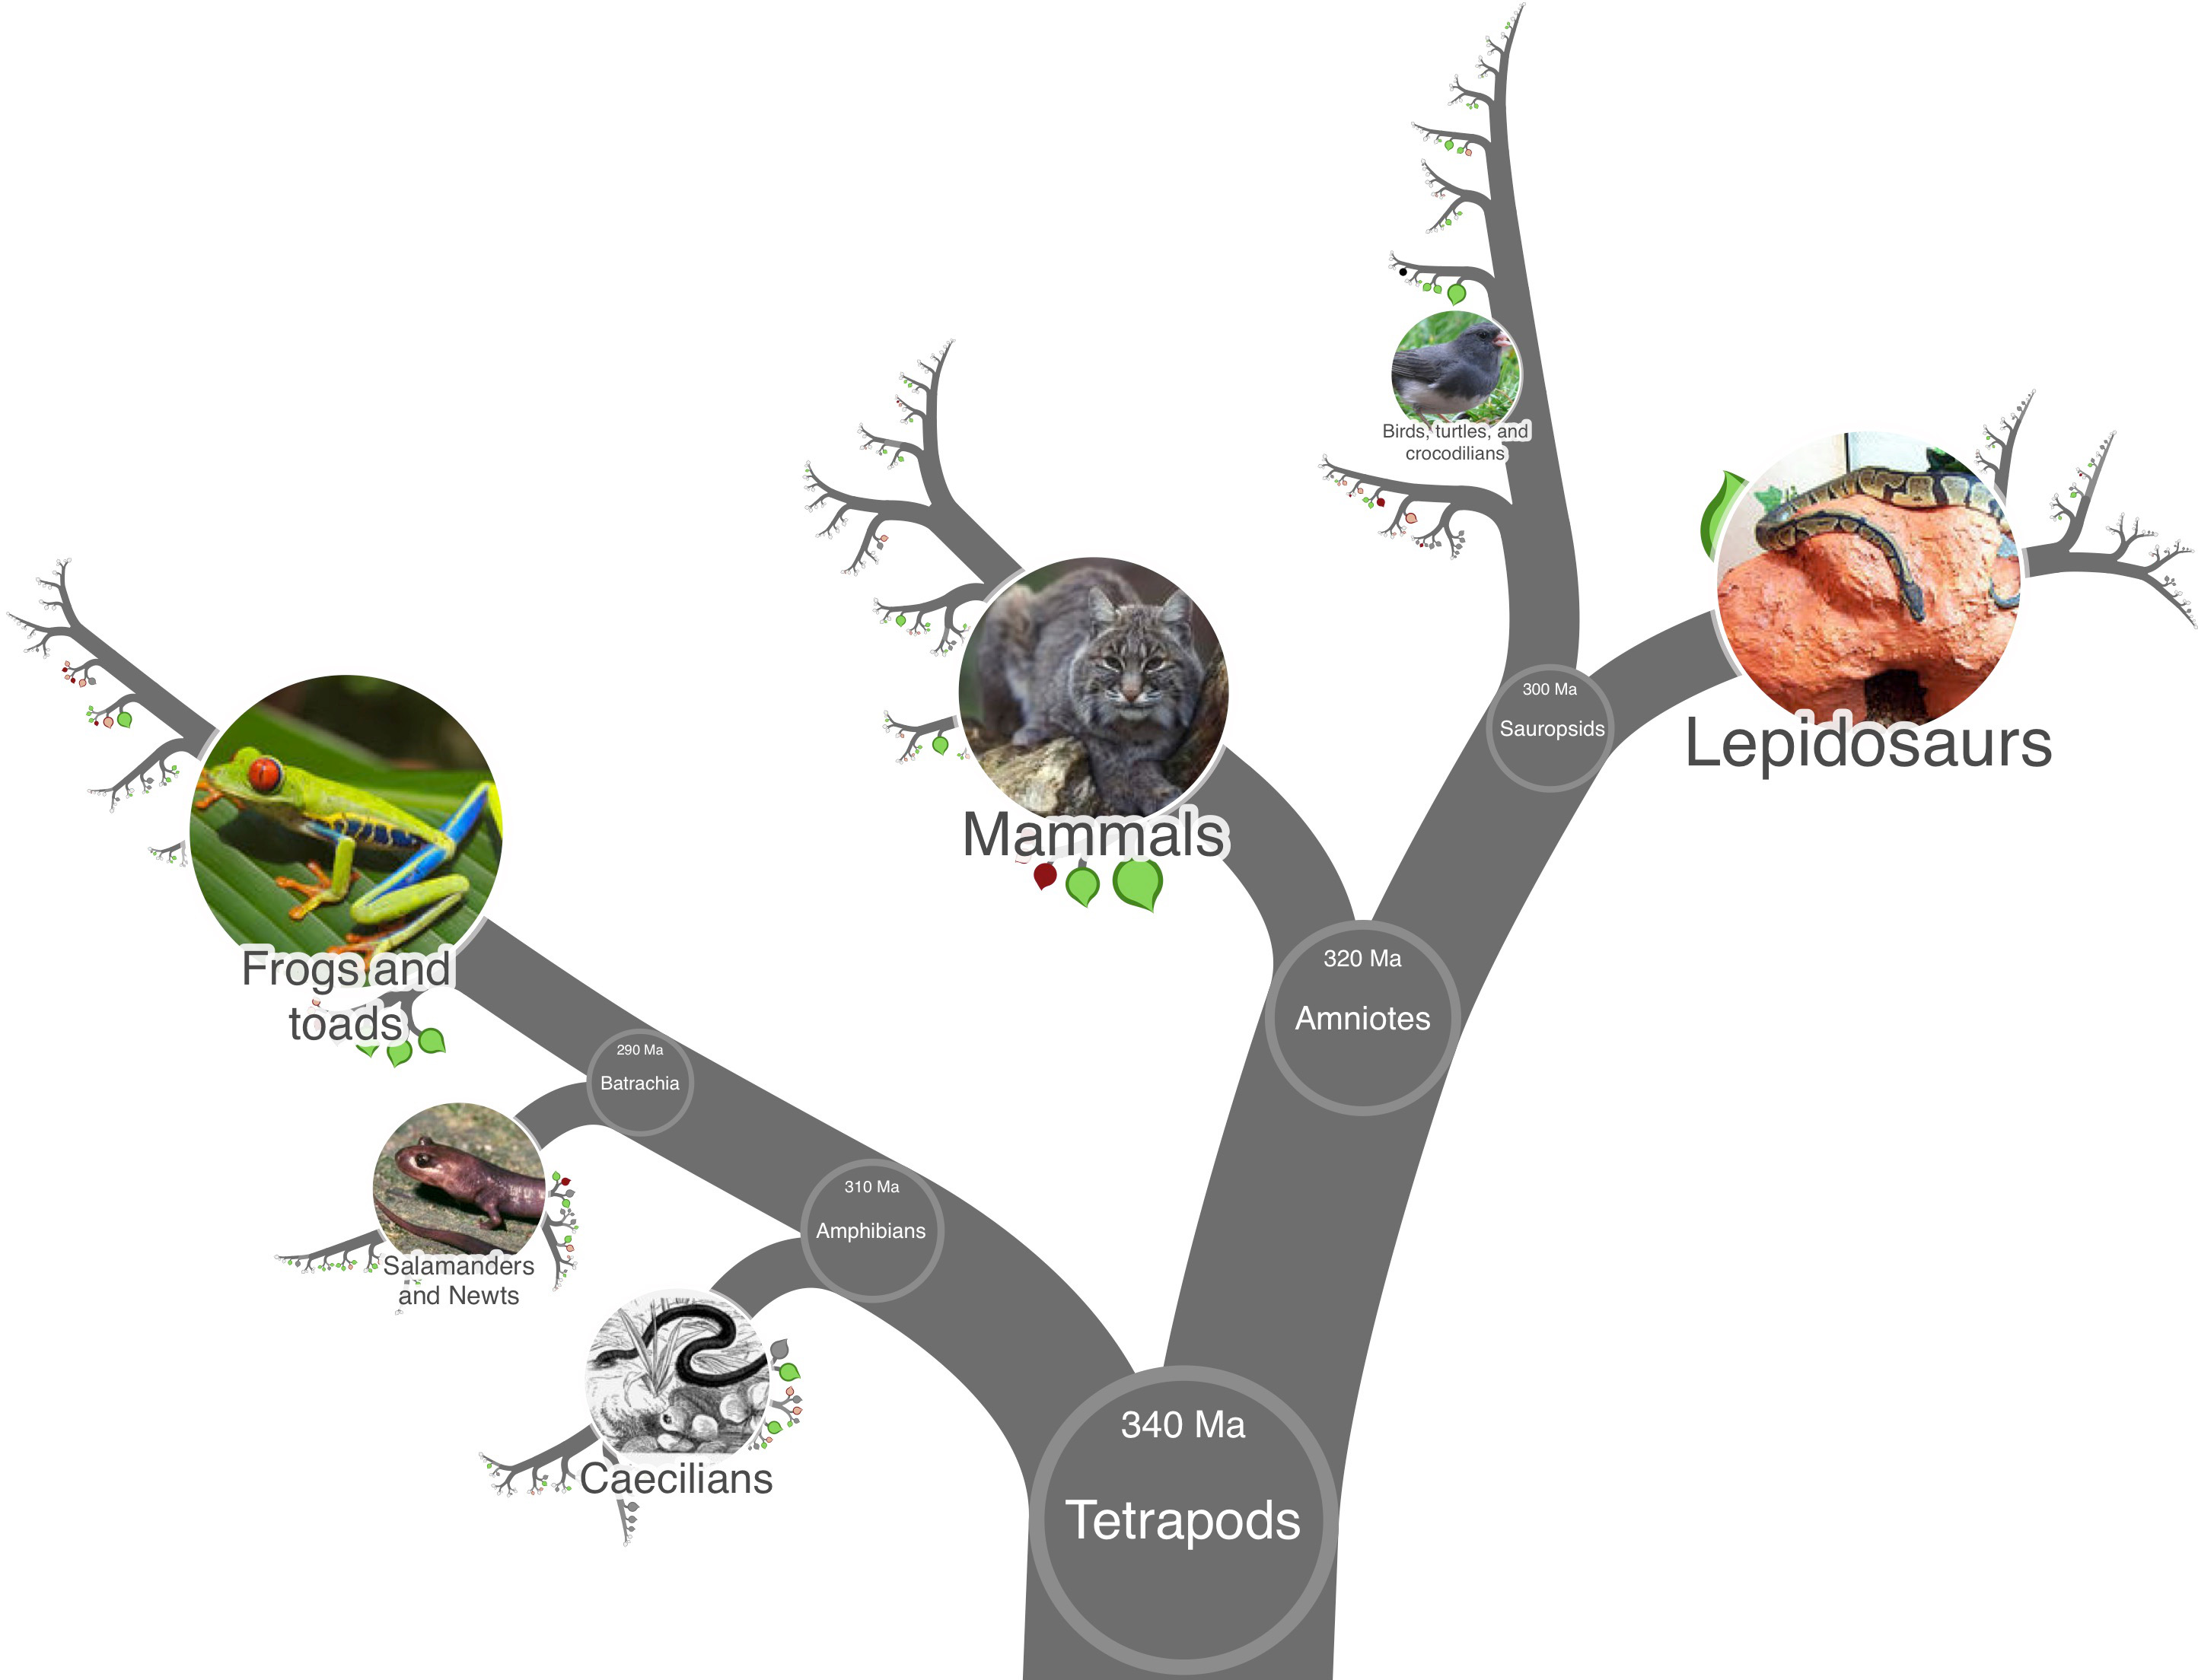 Birds, turtles, and
crocodilians
300 Ma
Sauropsids
Lepidosaurs
Mammals
320 Ma
Amniotes
Frogs and
toads
290 Ma
Batrachia
310 Ma
Amphibians
Salamanders
and Newts
Caecilians
340 Ma
Tetrapods